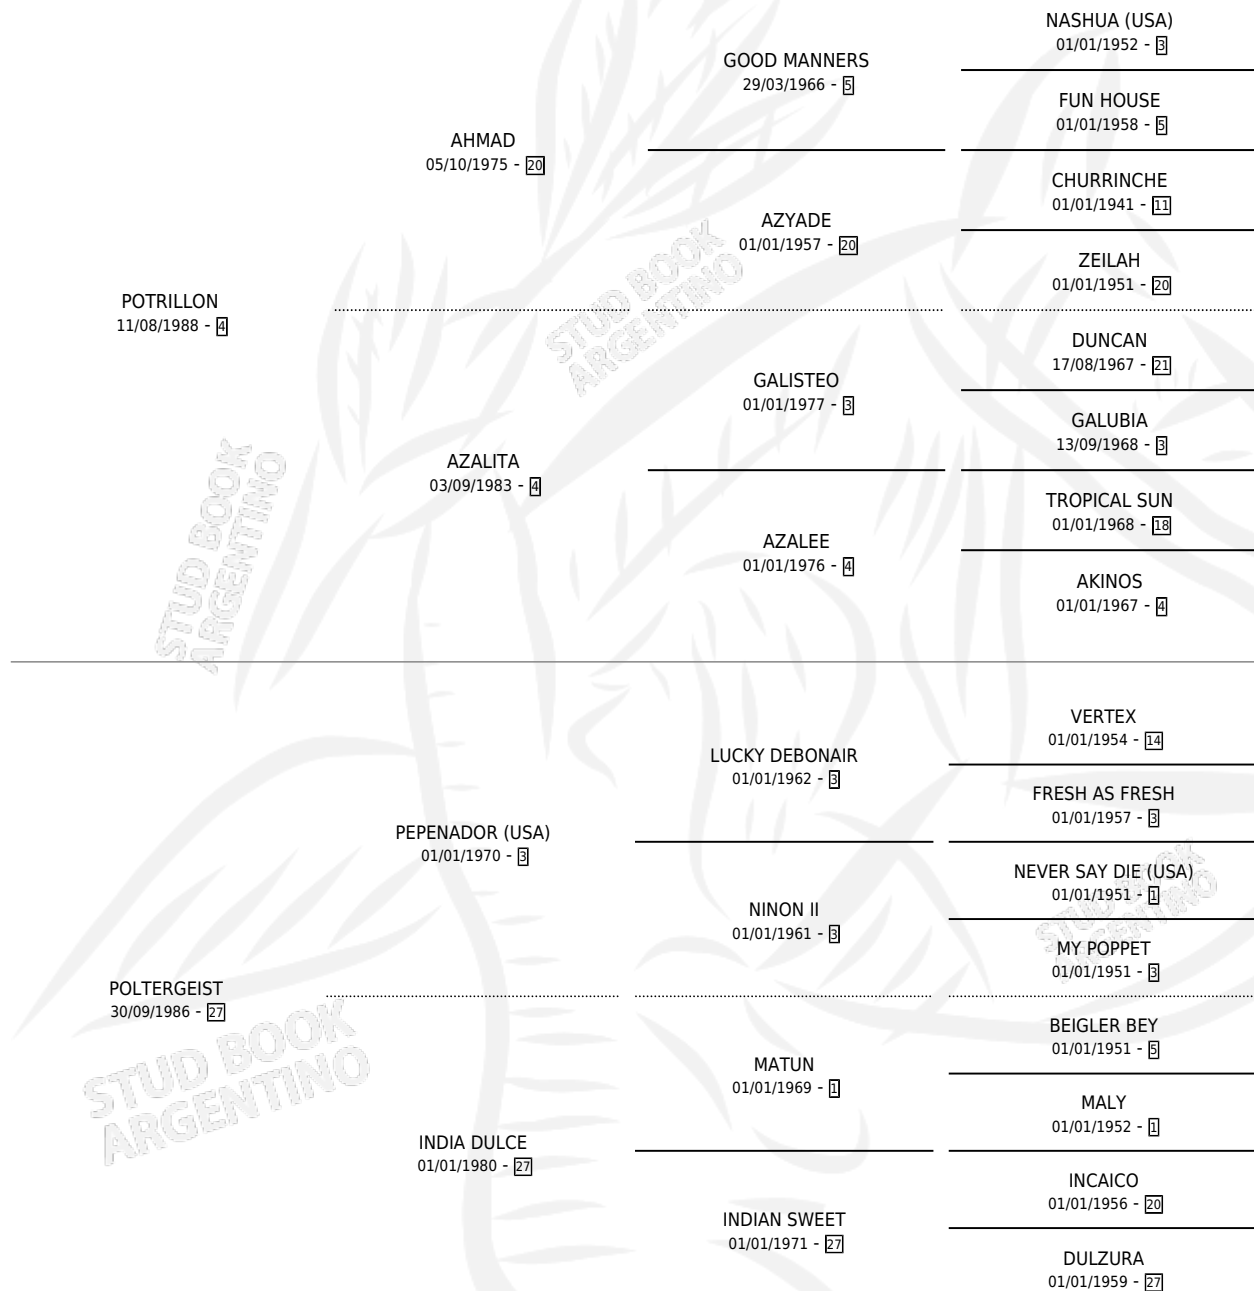 NASHUA (USA)
01/01/1952 - 3
GOOD MANNERS
29/03/1966 - 5
FUN HOUSE
01/01/1958 - 5
AHMAD
05/10/1975 - 20
CHURRINCHE
01/01/1941 - 11
AZYADE
01/01/1957 - 20
ZEILAH
01/01/1951 - 20
POTRILLON
11/08/1988 - 4
STUD BOOK
ARGENTINO
DUNCAN
17/08/1967 - 21
GALISTEO
01/01/1977 - 3
GALUBIA
13/09/1968 - 3
AZALITA
03/09/1983 - 4
TROPICAL SUN
01/01/1968 - 18
AZALEE
01/01/1976 - 4
AKINOS
01/01/1967 - 4
STUD BOOK
ARGENTINO
VERTEX
01/01/1954 - 14
LUCKY DEBONAIR
01/01/1962 - 3
FRESH AS FRESH
01/01/1957 - 3
PEPENADOR (USA)
01/01/1970 - 3
NEVER SAY DIE (USA)
01/01/1951 - 1
NINON II
01/01/1961 - 3
MY POPPET
01/01/1951 - 3
STUD BOOK
ARGENTINO
POLTERGEIST
30/09/1986 - 27
BEIGLER BEY
01/01/1951 - 5
MATUN
01/01/1969 - 1
MALY
01/01/1952 - 1
STUD BOOK
ARGENTINO
INDIA DULCE
01/01/1980 - 27
INCAICO
01/01/1956 - 20
INDIAN SWEET
01/01/1971 - 27
DULZURA
01/01/1959 - 27